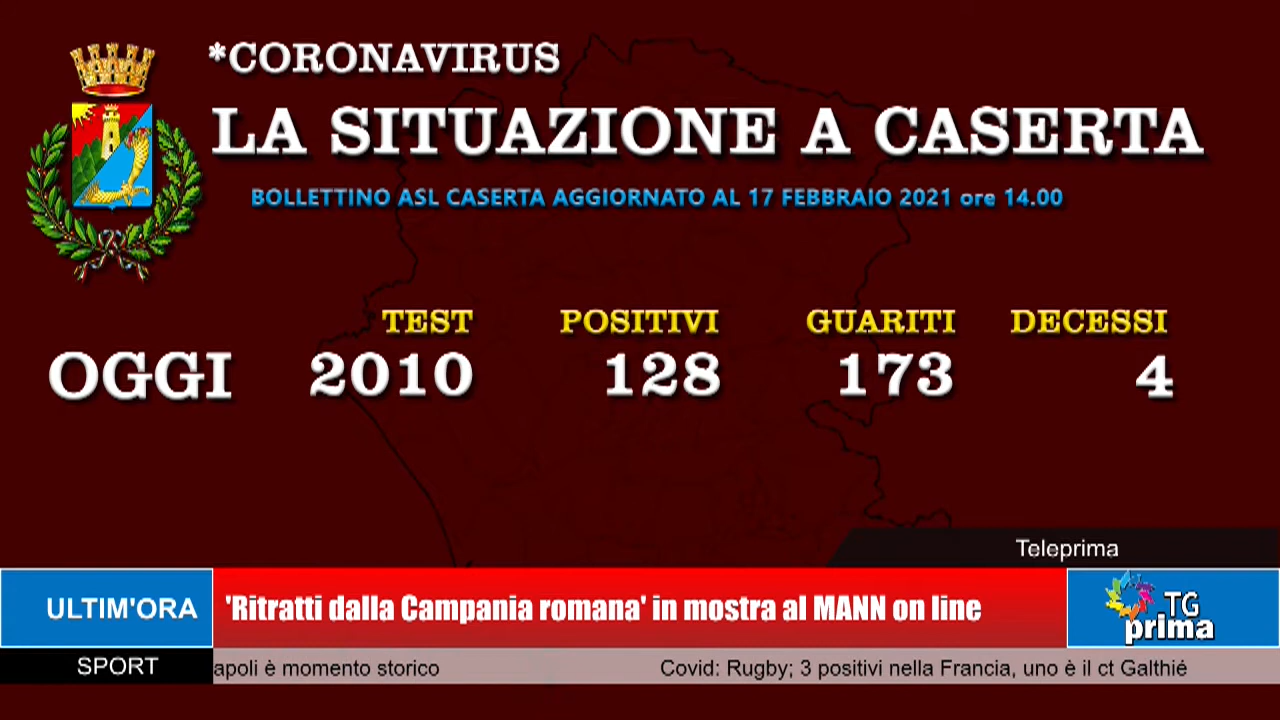 *CORONAVIRUS
LA SITUAZIONE A CASERTA
BOLLETTINO ASL CASERTA AGGIORNATO AL 17 FEBBRAIO 2021 ore 14.00
TEST POSITIVI GUARITI DECESSI
OGGI 2010 128 173 4
Teleprima
ULTIM'ORA 'Ritratti dalla Campania romana' in mostra al MANN on line
TG
prima
SPORT apoli è momento storico Covid: Rugby; 3 positivi nella Francia, uno è il ct Galthié